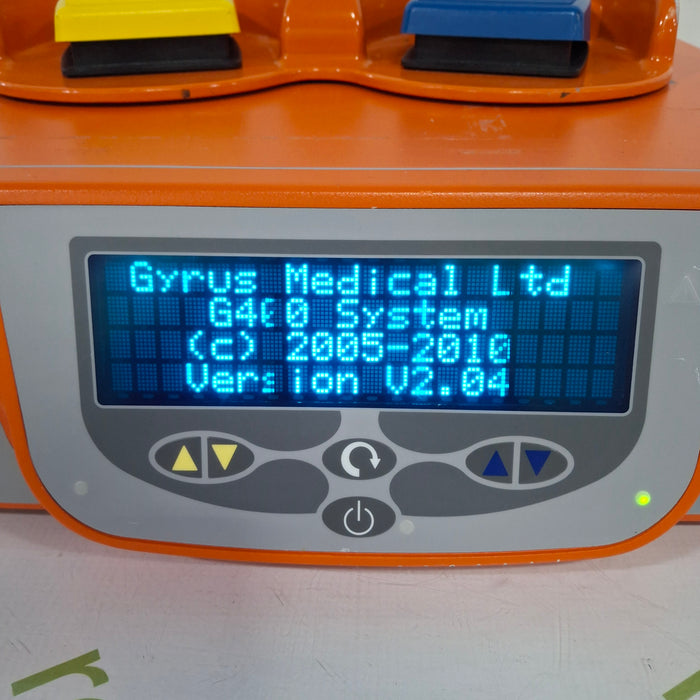 Gyrus Medical Ltd
G400 System
(c) 2005-2010
Version V2.04